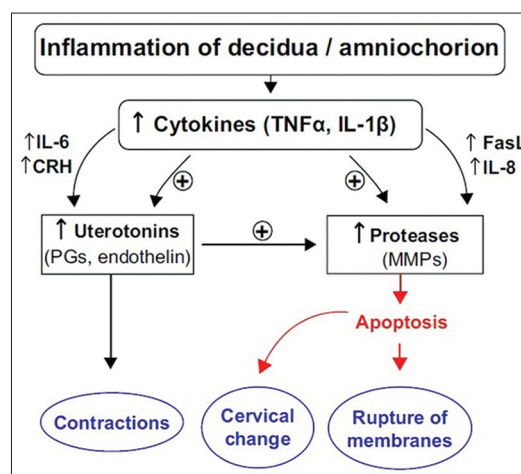 Inflammation of decidua / amniochorion
↑ Cytokines (TNFα, IL-1β)
↑IL-6
↑CRH
↑ FasL
↑IL-8
+
+
↑ Uterotonins
(PGs, endothelin)
+
↑ Proteases
(MMPs)
Apoptosis
Contractions
Cervical
change
Rupture of
membranes